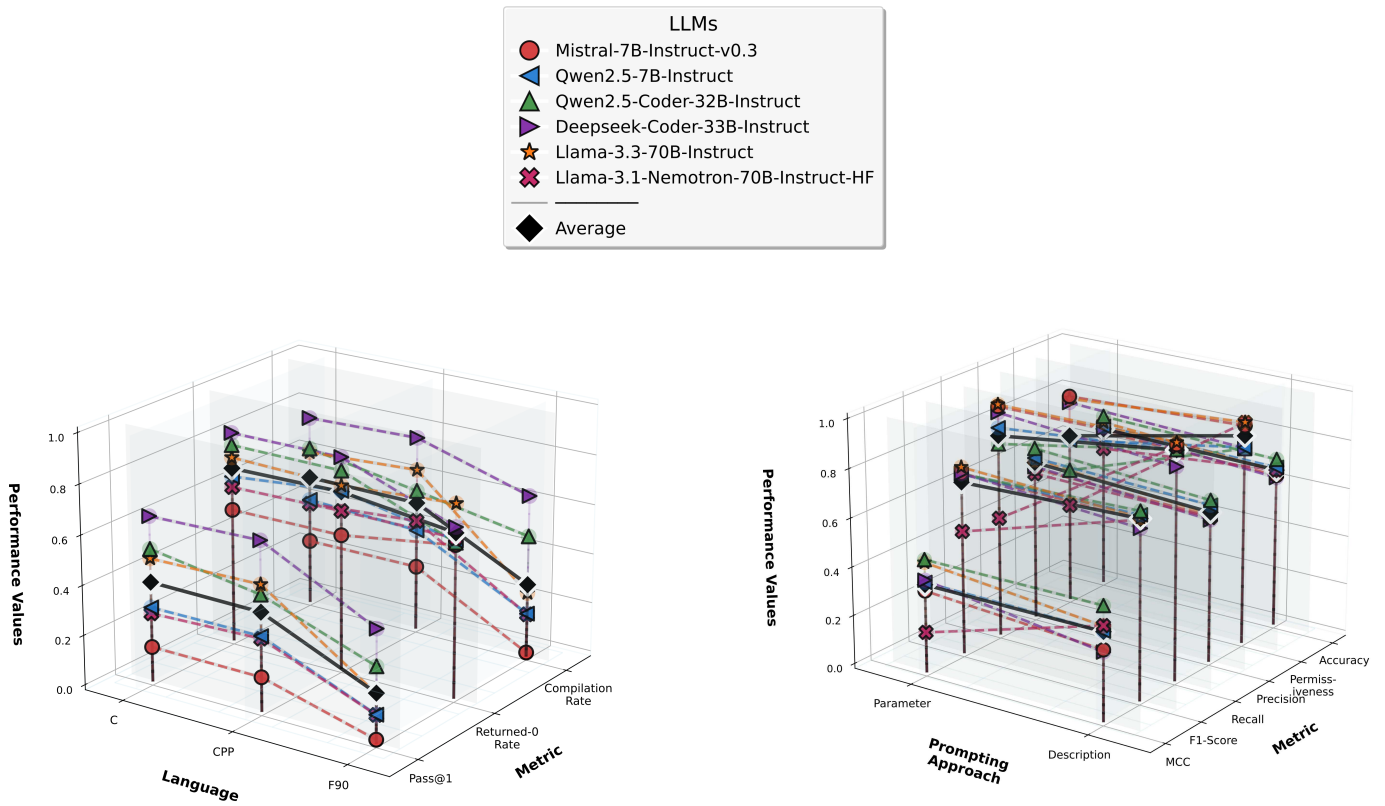 LLMs
Mistral-7B-Instruct-v0.3
Qwen2.5-7B-Instruct
Qwen2.5-Coder-32B-Instruct
Deepseek-Coder-33B-Instruct
Llama-3.3-70B-Instruct
Llama-3.1-Nemotron-70B-Instruct-HF
Average
Performance Values
1.0
0.8
0.6
0.4
0.2
0.0
C
CPP
F90
Language
Pass@1
Returned-0
Rate
Compilation
Rate
Metric
Performance Values
1.0
0.8
0.6
0.4
0.2
0.0
Parameter
Description
Prompting
Approach
MCC
F1-Score
Recall
Precision
Permiss-
iveness
Accuracy
Metric